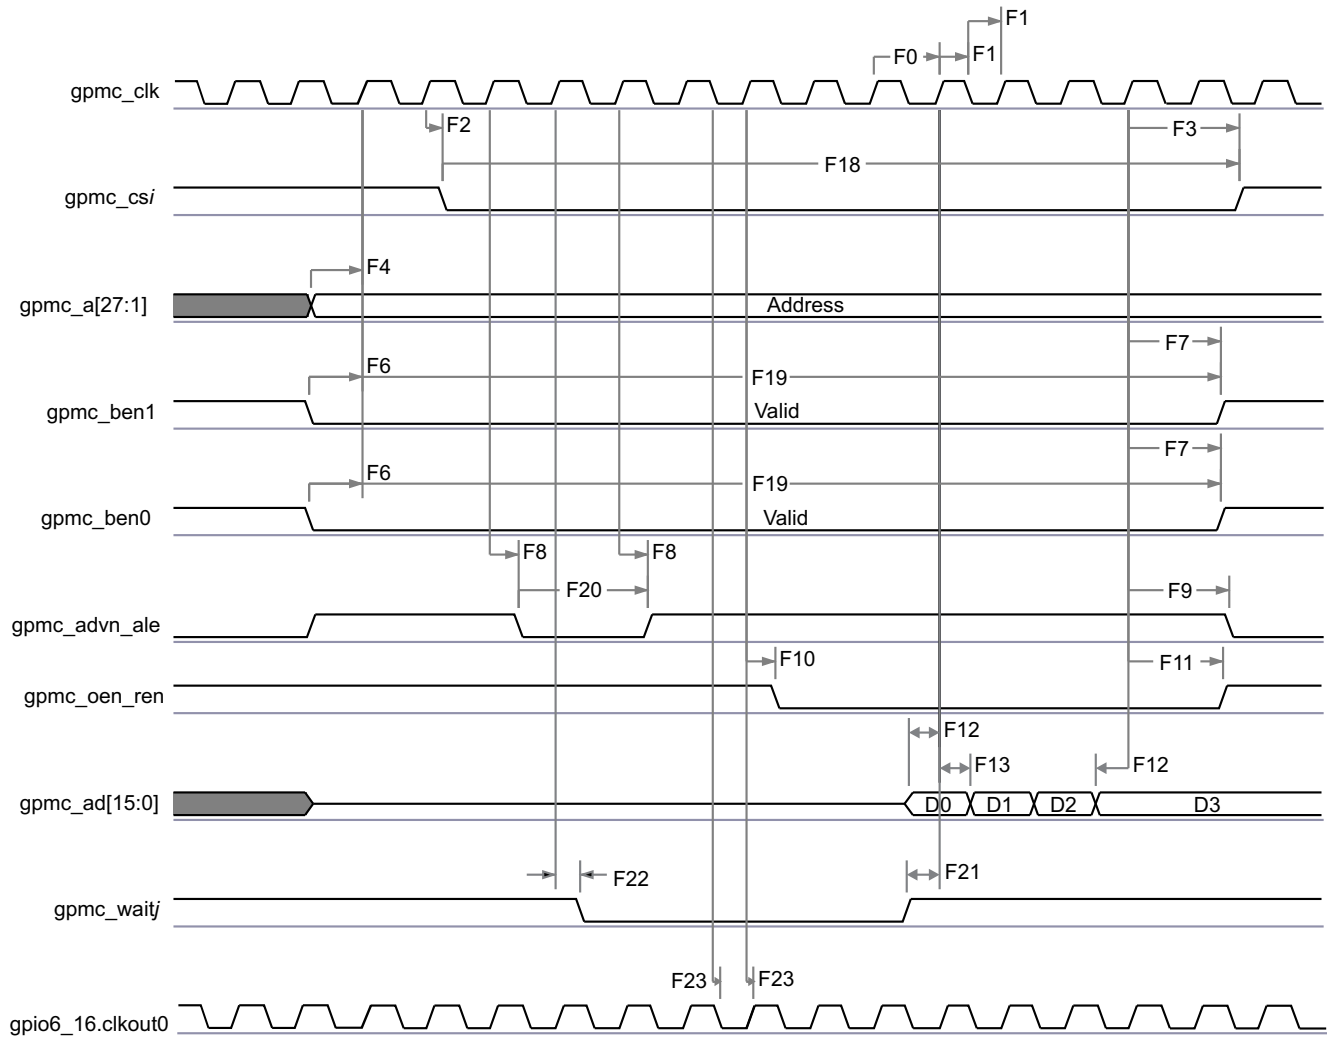 F1
F0 F1
gpmc_clk
F2 F3
F18
gpmc_csi
F4
gpmc_a[27:1] Address
F7
F6 F19
gpmc_ben1 Valid
F7
F6 F19
gpmc_ben0 Valid
F8 F8
F20 F9
gpmc_advn_ale
F10 F11
gpmc_oen_ren
F12
F13 F12
gpmc_ad[15:0] D0 D1 D2 D3
F22 F21
gpmc_waitj
F23 F23
gpio6_16.clkout0